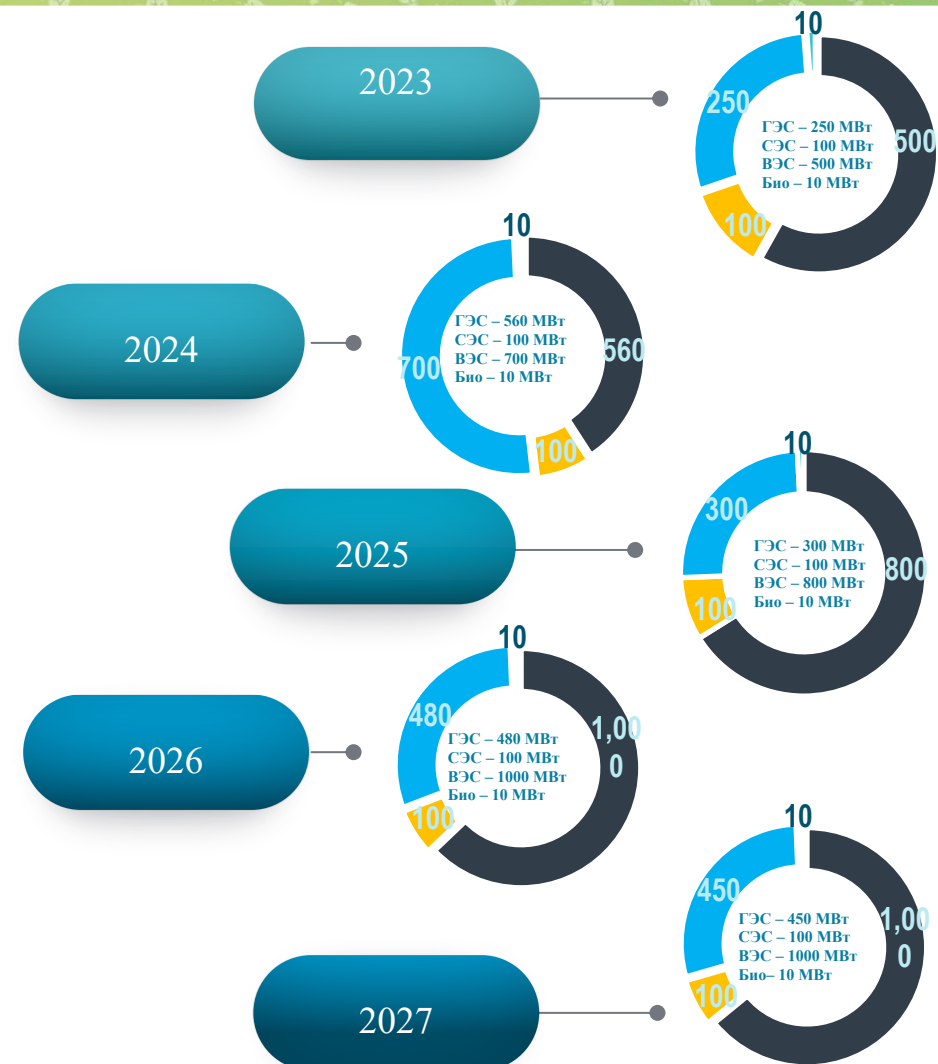 2023
10
250
500
100
ГЭС – 250 МВт
СЭС – 100 МВт
ВЭС – 500 МВт
Био – 10 МВт
2024
10
700
560
100
ГЭС – 560 МВт
СЭС – 100 МВт
ВЭС – 700 МВт
Био – 10 МВт
2025
10
300
800
100
ГЭС – 300 МВт
СЭС – 100 МВт
ВЭС – 800 МВт
Био – 10 МВт
2026
10
480
1,00
0
100
ГЭС – 480 МВт
СЭС – 100 МВт
ВЭС – 1000 МВт
Био – 10 МВт
2027
10
450
1,00
0
100
ГЭС – 450 МВт
СЭС – 100 МВт
ВЭС – 1000 МВт
Био– 10 МВт